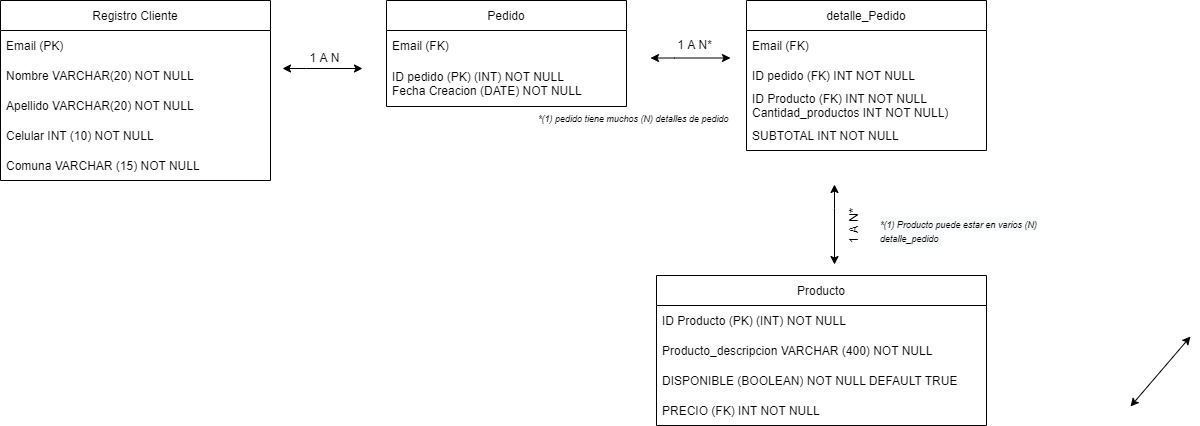 Registro Cliente
Email (PK)
Nombre VARCHAR(20) NOT NULL
Apellido VARCHAR(20) NOT NULL
Celular INT (10) NOT NULL
Comuna VARCHAR (15) NOT NULL
1 A N
Pedido
Email (FK)
ID pedido (PK) (INT) NOT NULL
Fecha Creacion (DATE) NOT NULL
1 A N*
*(1) pedido tiene muchos (N) detalles de pedido
detalle_Pedido
Email (FK)
ID pedido (FK) INT NOT NULL
ID Producto (FK) INT NOT NULL
Cantidad_productos INT NOT NULL)
SUBTOTAL INT NOT NULL
1 A N*
*(1) Producto puede estar en varios (N)
detalle_pedido
Producto
ID Producto (PK) (INT) NOT NULL
Producto_descripcion VARCHAR (400) NOT NULL
DISPONIBLE (BOOLEAN) NOT NULL DEFAULT TRUE
PRECIO (FK) INT NOT NULL